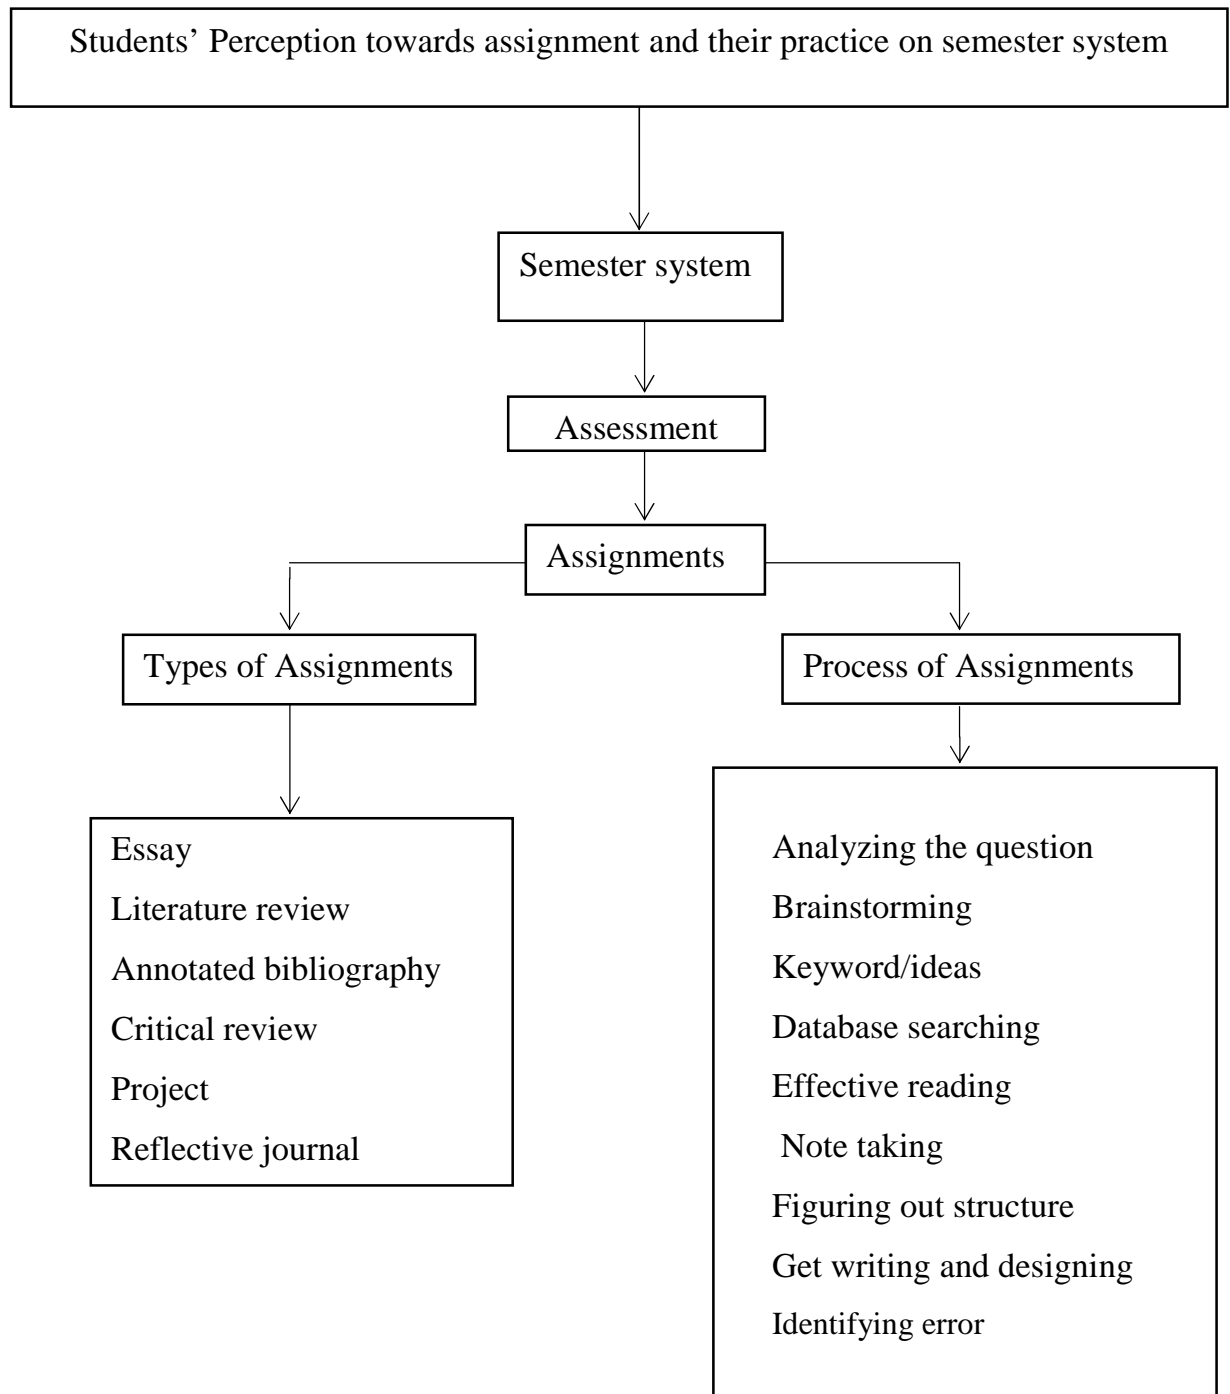 Students’ Perception towards assignment and their practice on semester system
Semester system
Assessment
Assignments
Types of Assignments
Process of Assignments
Essay
Literature review
Annotated bibliography
Critical review
Project
Reflective journal
Analyzing the question
Brainstorming
Keyword/ideas
Database searching
Effective reading
Note taking
Figuring out structure
Get writing and designing
Identifying error